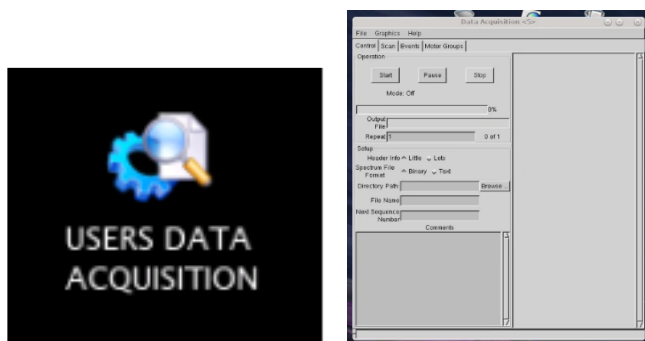 USERS DATA
ACQUISITION
Data Acquisition <5>
File Graphics Help
Control Scan Events Motor Groups
Operation
Start Pause Stop
Mode: Off
0%
Output
File
Repeat 1 0 of 1
Setup
Header Info Little Lots
Spectrum File
Format
Binary Text
Directory Path: Browse ...
File Name
Next Sequence
Number
Comments